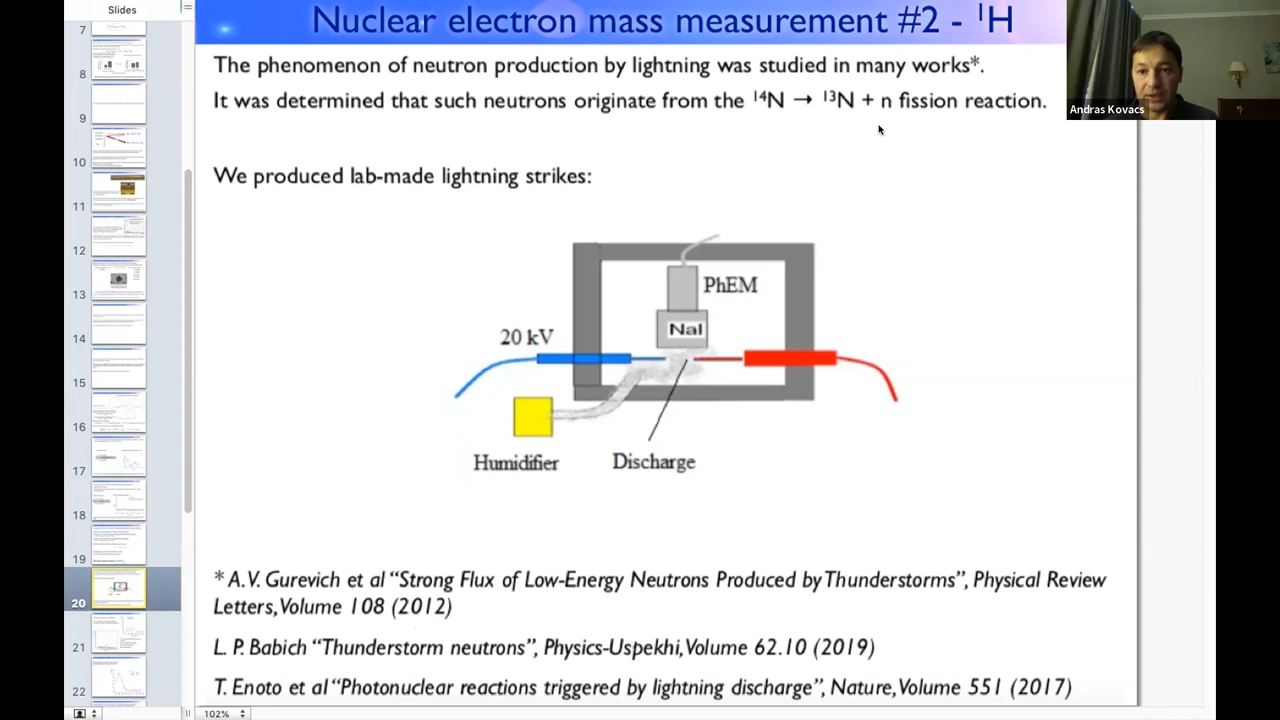 Slides
Nuclear electron mass measurement #2 - ¹H
The phenomenon of neutron production by lightning was studied in many works*.
It was determined that such neutrons originate from the ¹⁴N → ¹³N + n fission reaction.
Andras Kovacs
We produced lab-made lightning strikes:
PhEM
NaI
20 kV
Humidifier
Discharge
* A.V. Gurevich et al “Strong Flux of Low-Energy Neutrons Produced by Thunderstorms”, Physical Review
Letters, Volume 108 (2012)
L. P. Babich “Thunderstorm neutrons”, Physics-Uspekhi, Volume 62.10 (2019)
T. Enoto et al “Photonuclear reactions triggered by lightning discharge”, Nature, Volume 551 (2017)
7
8
9
10
11
12
13
14
15
16
17
18
19
20
21
22
102%